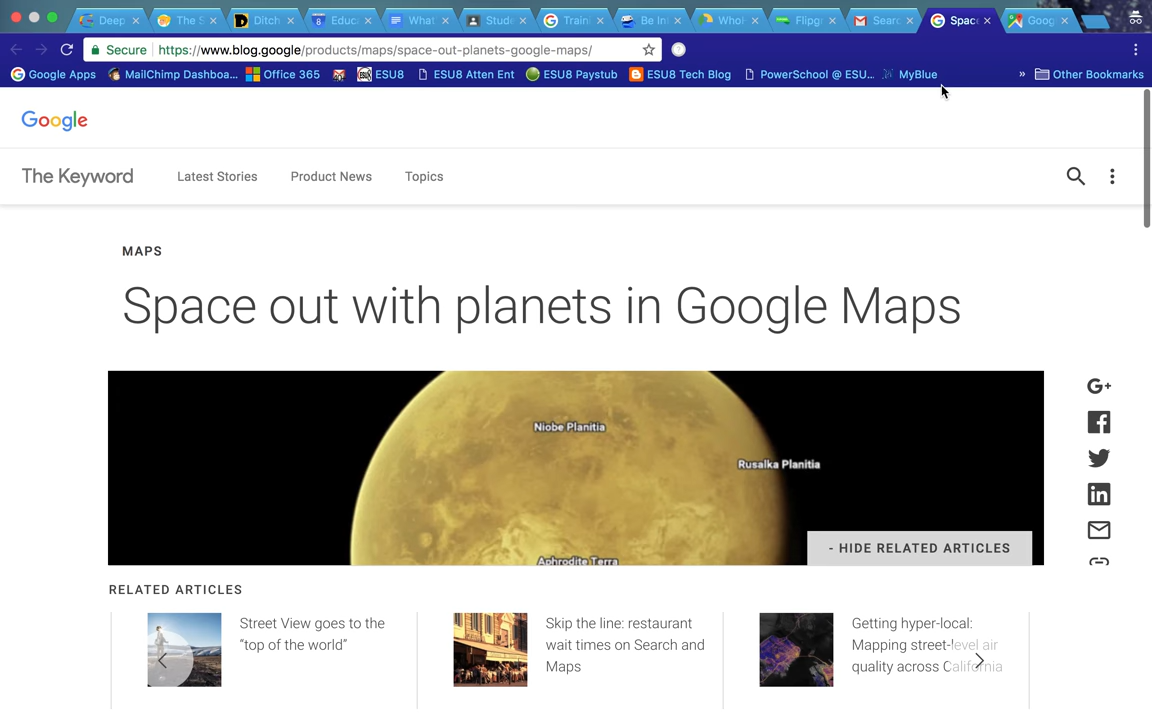 Deep
The S
Ditch
Educa
What
Stude
Traini
Be Int
Flipgr
Searc
Space
Goog
Secure https://www.blog.google/products/maps/space-out-planets-google-maps/
Google Apps MailChimp Dashboa... Office 365 ESU8 ESU8 Atten Ent ESU8 Paystub ESU8 Tech Blog PowerSchool @ ESU... MyBlue » Other Bookmarks
Google
The Keyword Latest Stories Product News Topics
MAPS
Space out with planets in Google Maps
Niobe Planitia
Rusalka Planitia
Aphrodite Terra
- HIDE RELATED ARTICLES
RELATED ARTICLES
Street View goes to the
“top of the world”
Skip the line: restaurant
wait times on Search and
Maps
Getting hyper-local:
Mapping street-level air
quality across California